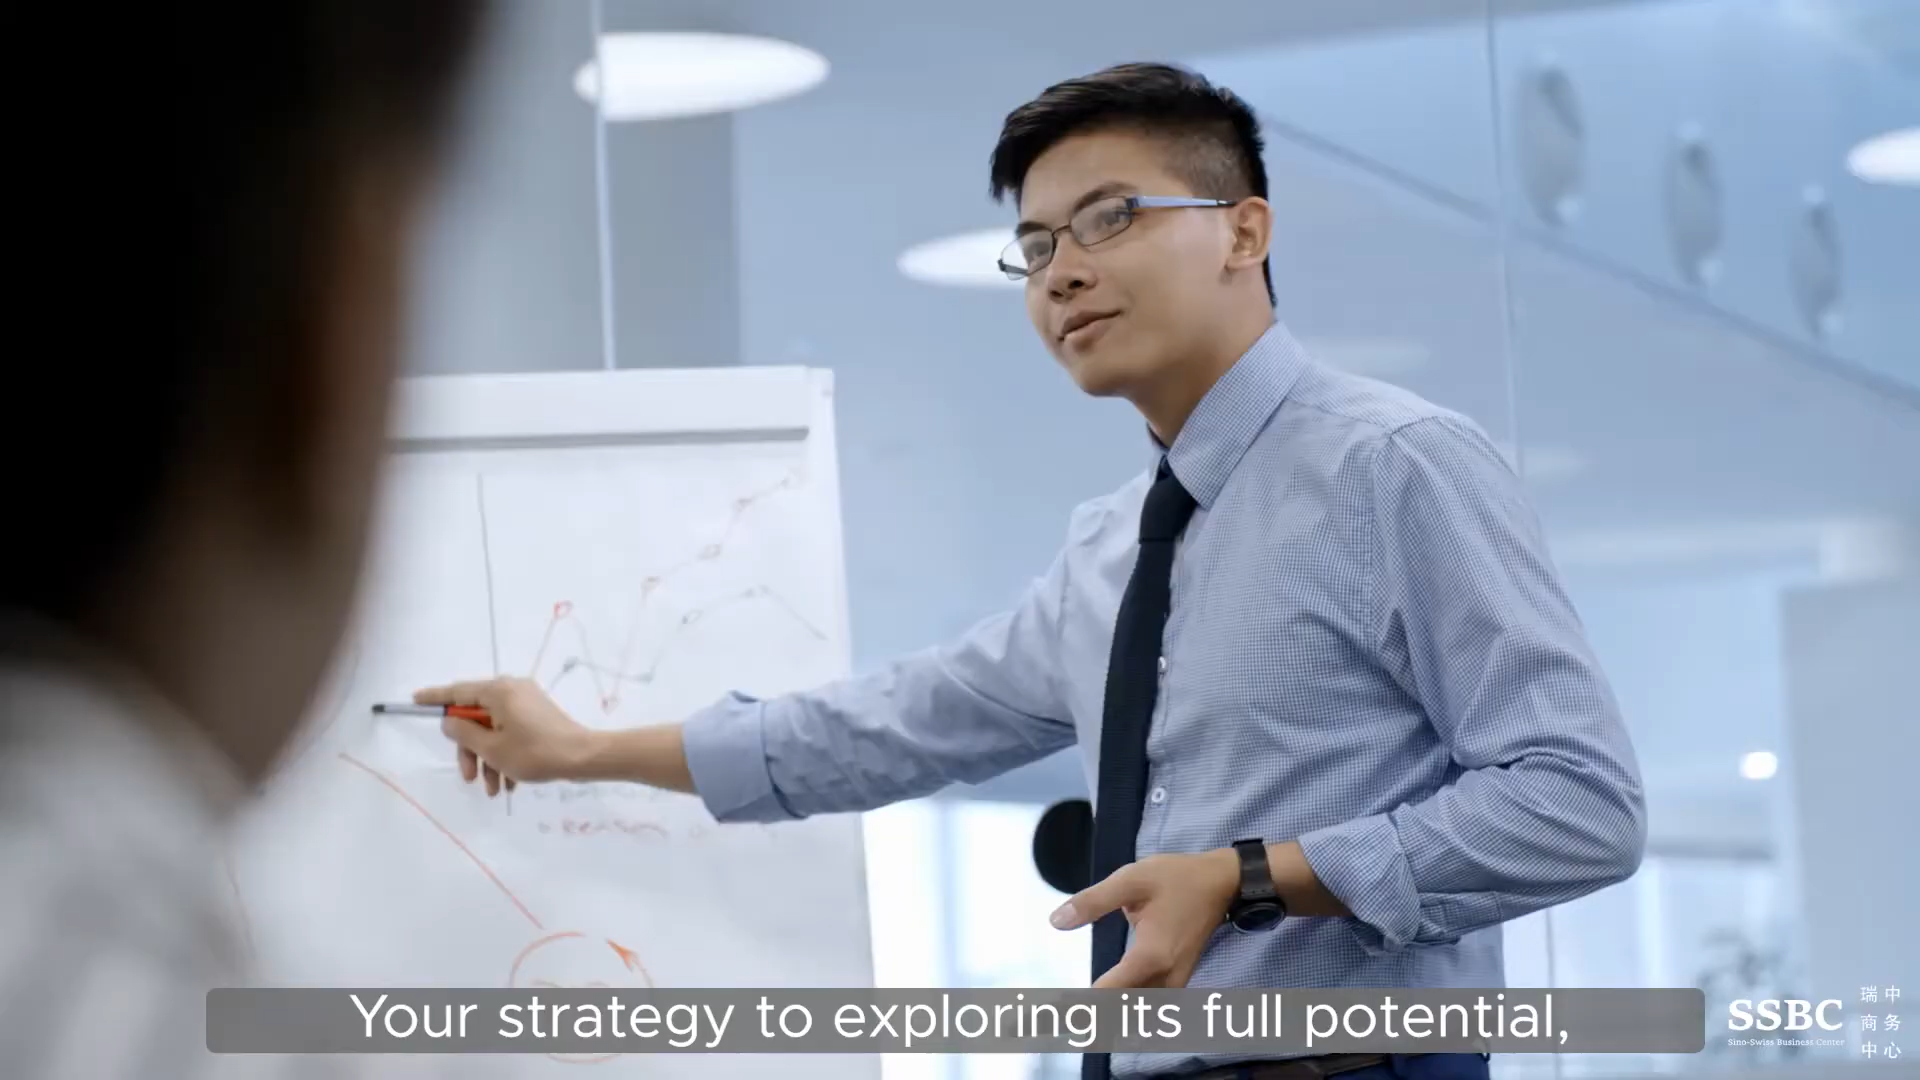 Your strategy to exploring its full potential,
SSBC
Sino-Swiss Business Center
瑞中
商务
中心